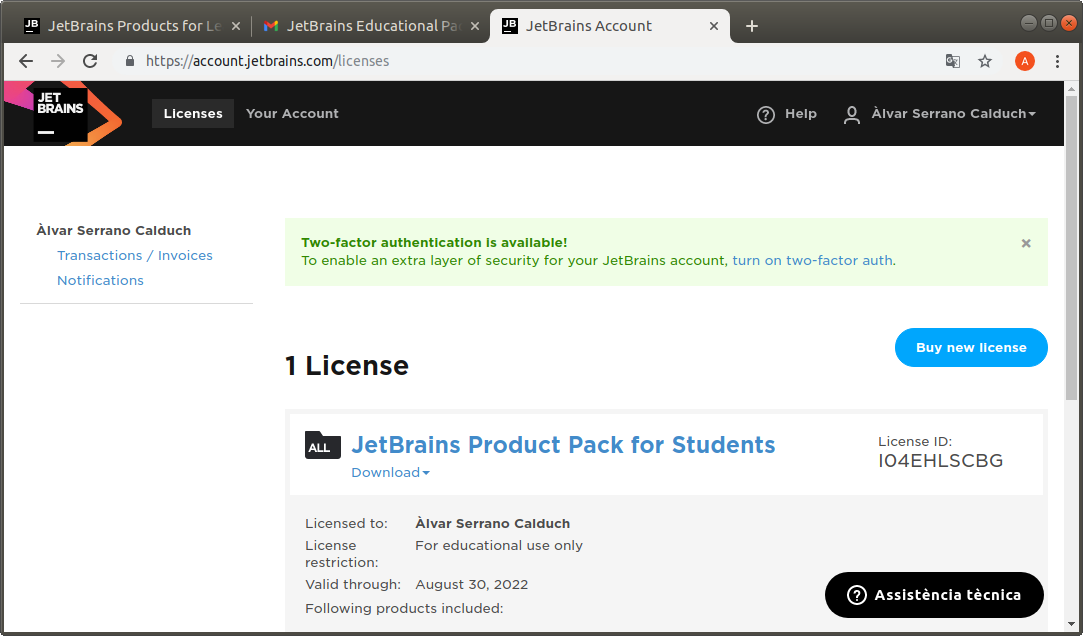 JetBrains Products for Le
JetBrains Educational Pac
JetBrains Account
https://account.jetbrains.com/licenses
A
JET
BRAINS
Licenses
Your Account
Help
Àlvar Serrano Calduch
Àlvar Serrano Calduch
Transactions / Invoices
Notifications
Two-factor authentication is available!
To enable an extra layer of security for your JetBrains account, turn on two-factor auth.
Buy new license
1 License
ALL
JetBrains Product Pack for Students
Download
License ID:
I04EHLSCBG
Licensed to: Àlvar Serrano Calduch
License restriction: For educational use only
Valid through: August 30, 2022
Following products included:
Assistència tècnica